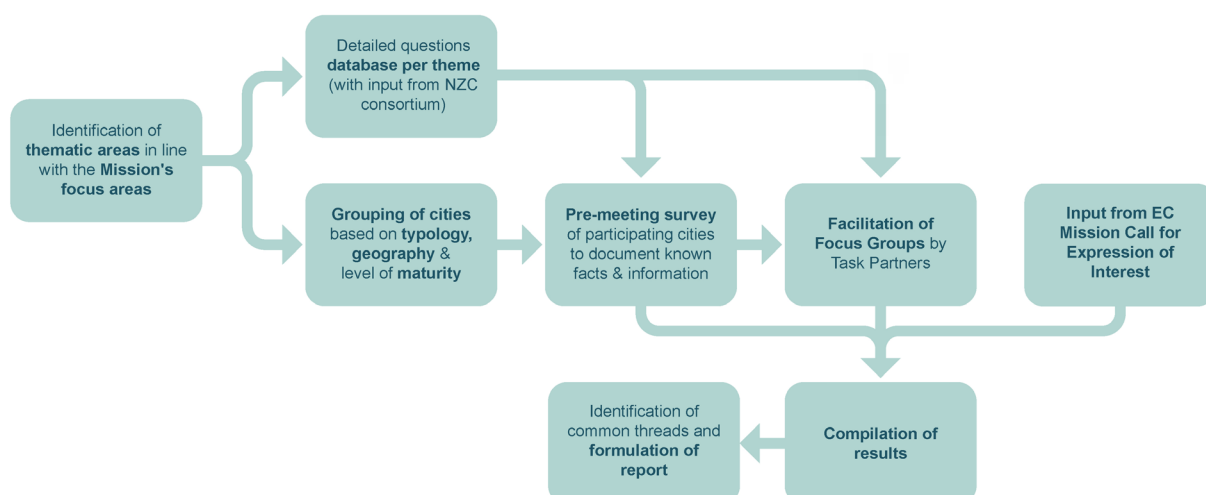 Detailed questions
database per theme
(with input from NZC
consortium)
Identification of
thematic areas in line
with the Mission's
focus areas
Grouping of cities
based on typology,
geography &
level of maturity
Pre-meeting survey
of participating cities
to document known
facts & information
Facilitation of
Focus Groups by
Task Partners
Input from EC
Mission Call for
Expression of
Interest
Identification of
common threads and
formulation of
report
Compilation of
results